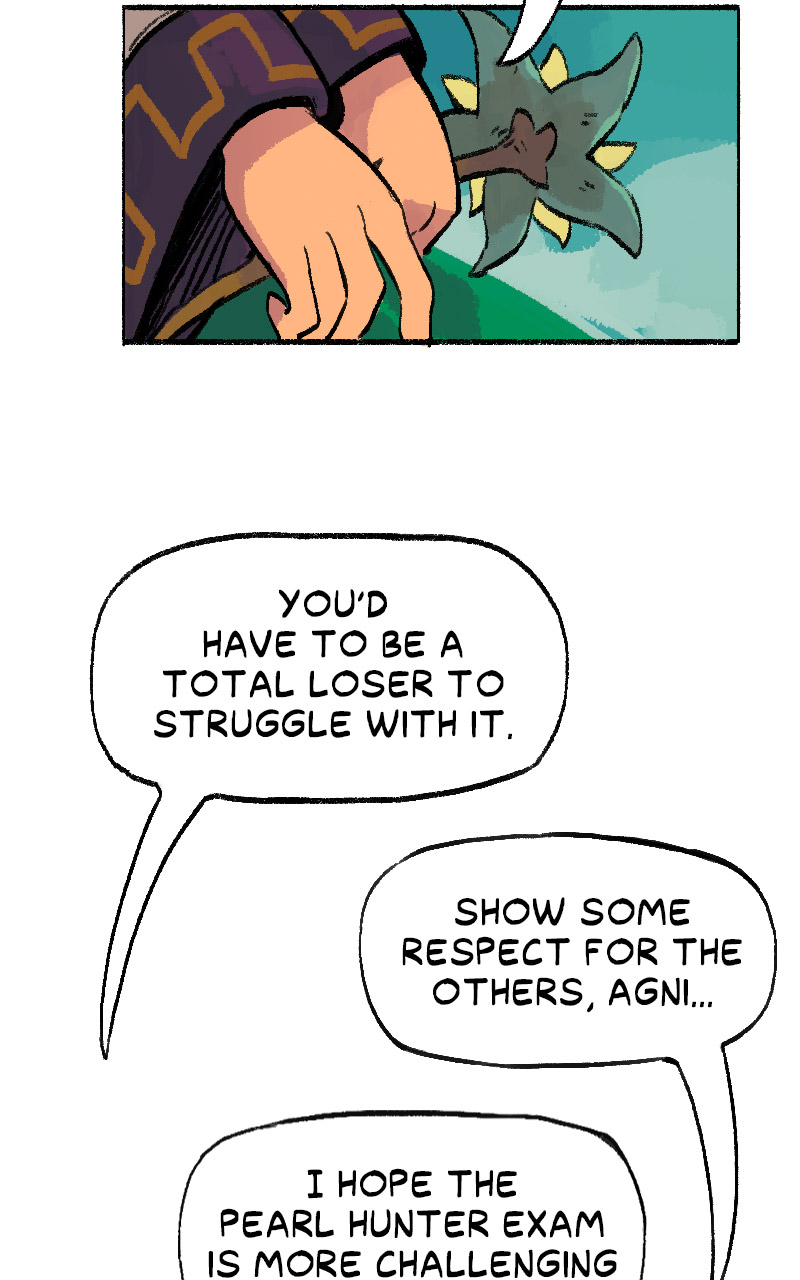 YOU'D
HAVE TO BE A
TOTAL LOSER TO
STRUGGLE WITH IT.
SHOW SOME
RESPECT FOR THE
OTHERS, AGNI...
I HOPE THE
PEARL HUNTER EXAM
IS MORE CHALLENGING